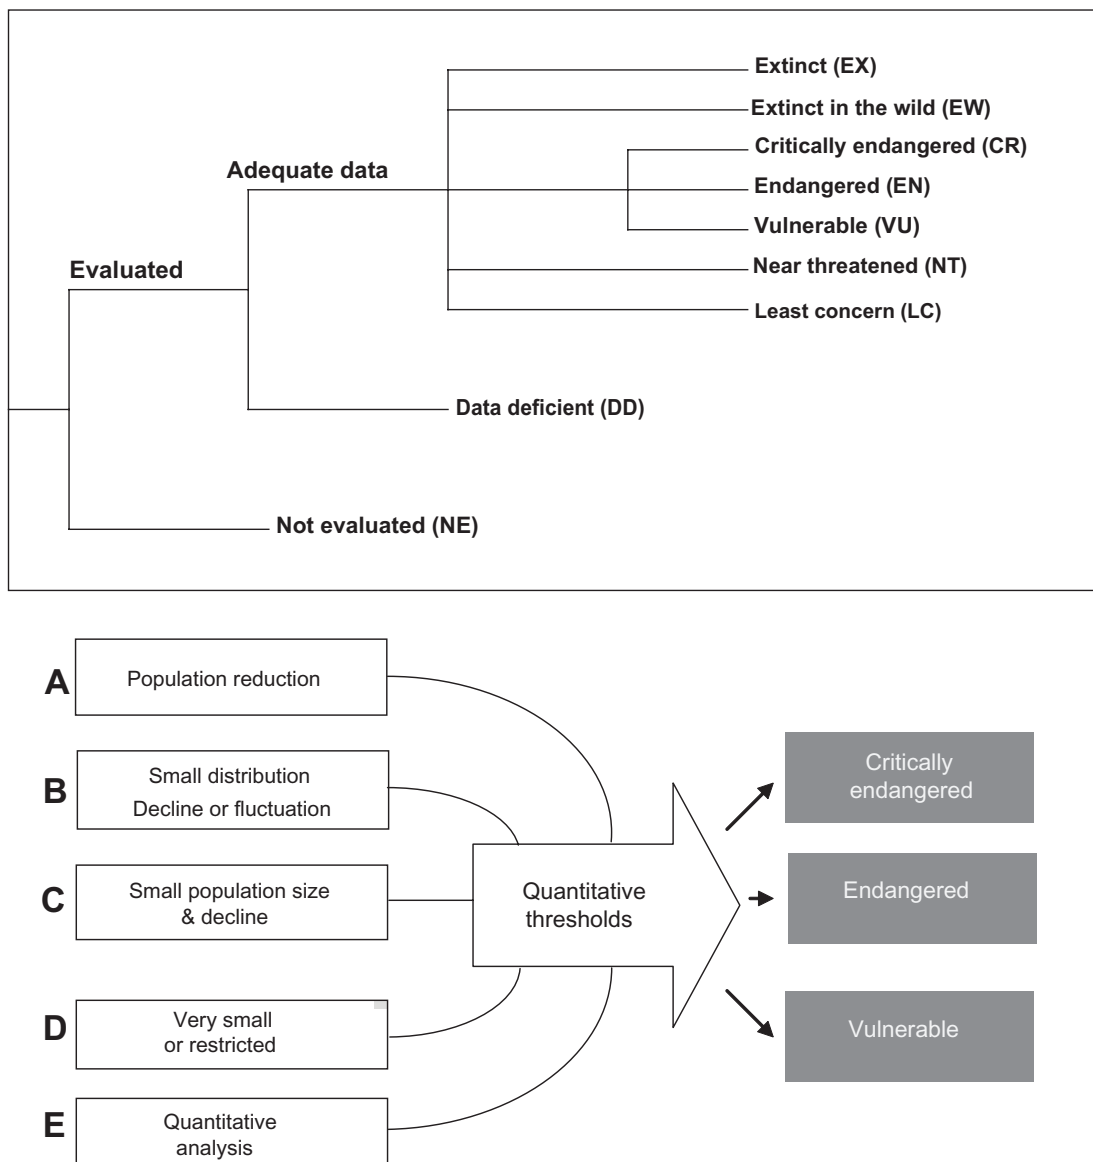 Extinct (EX)
Extinct in the wild (EW)
Critically endangered (CR)
Adequate data
Endangered (EN)
Vulnerable (VU)
Evaluated
Near threatened (NT)
Least concern (LC)
Data deficient (DD)
Not evaluated (NE)
A
Population reduction
B
Small distribution
Decline or fluctuation
C
Small population size
& decline
D
Very small
or restricted
E
Quantitative
analysis
Quantitative
thresholds
Critically
endangered
Endangered
Vulnerable